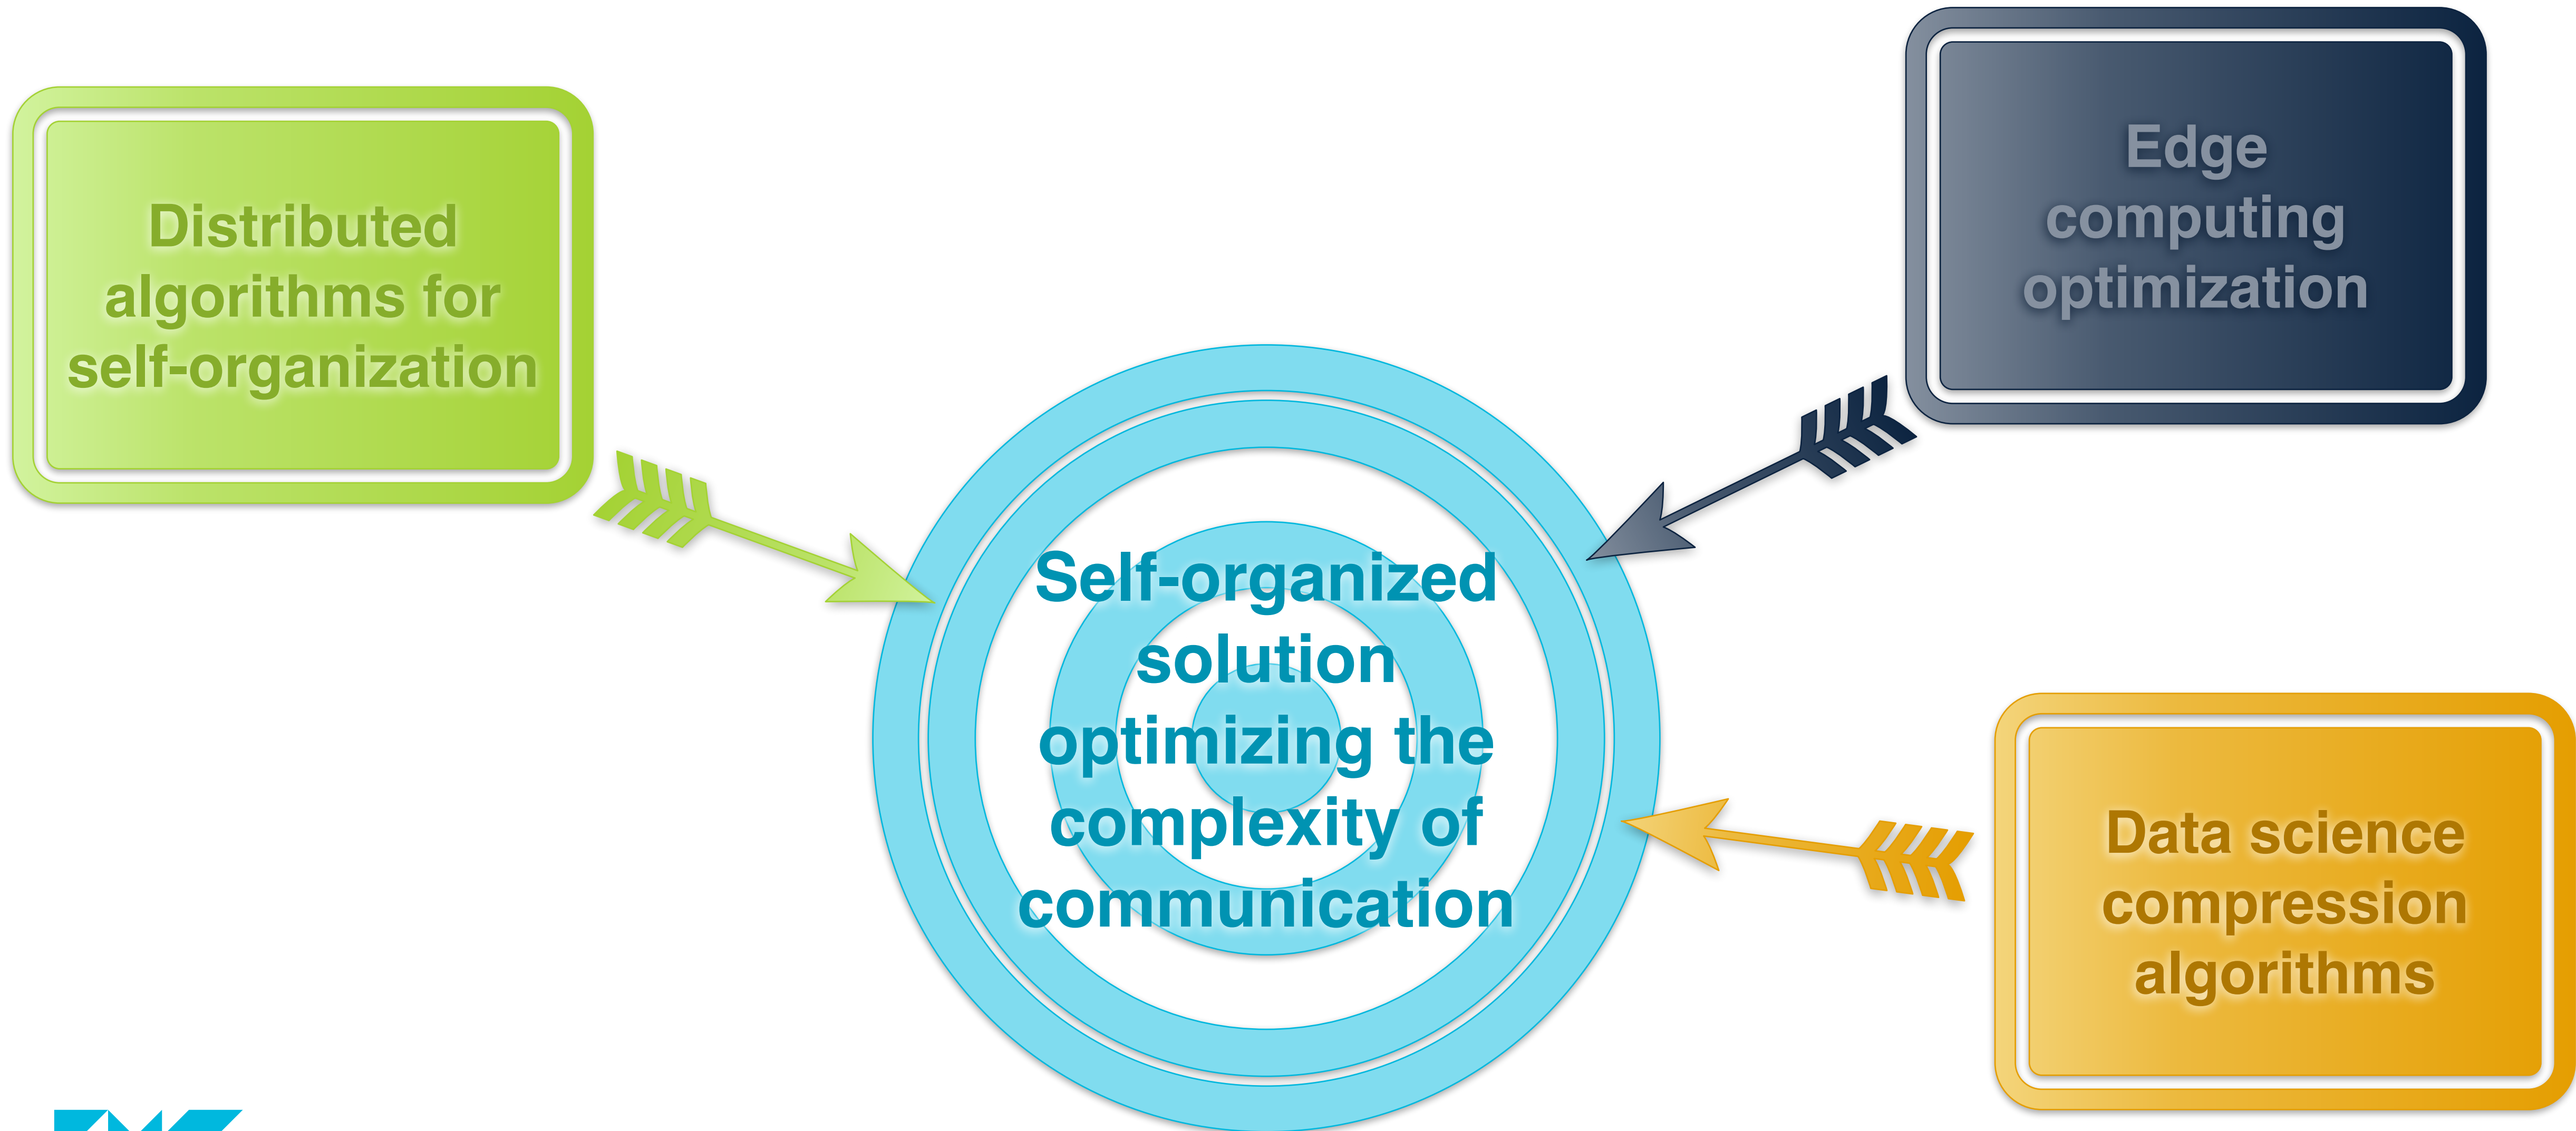 Distributed
algorithms for
self-organization
Edge
computing
optimization
Self-organized
solution
optimizing the
complexity of
communication
Data science
compression
algorithms